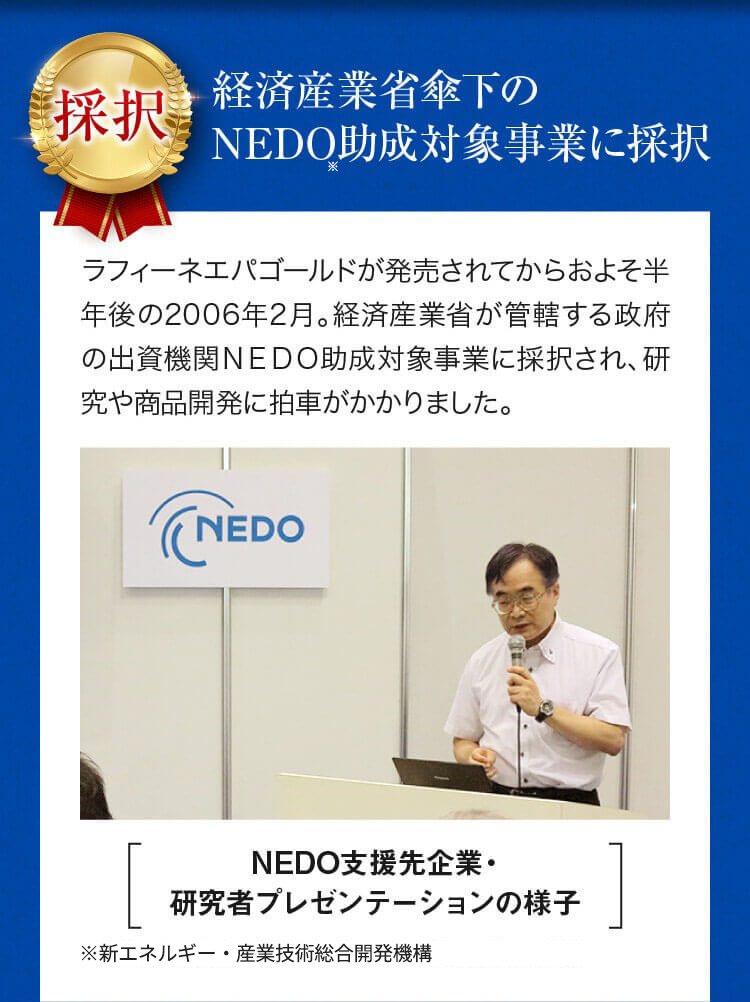 採択
経済産業省傘下の
NEDO※助成対象事業に採択
ラフィーネエパゴールドが発売されてからおよそ半
年後の2006年2月。経済産業省が管轄する政府
の出資機関NEDO助成対象事業に採択され、研
究や商品開発に拍車がかかりました。
NEDO
NEDO支援先企業・
研究者プレゼンテーションの様子
※新エネルギー・産業技術総合開発機構